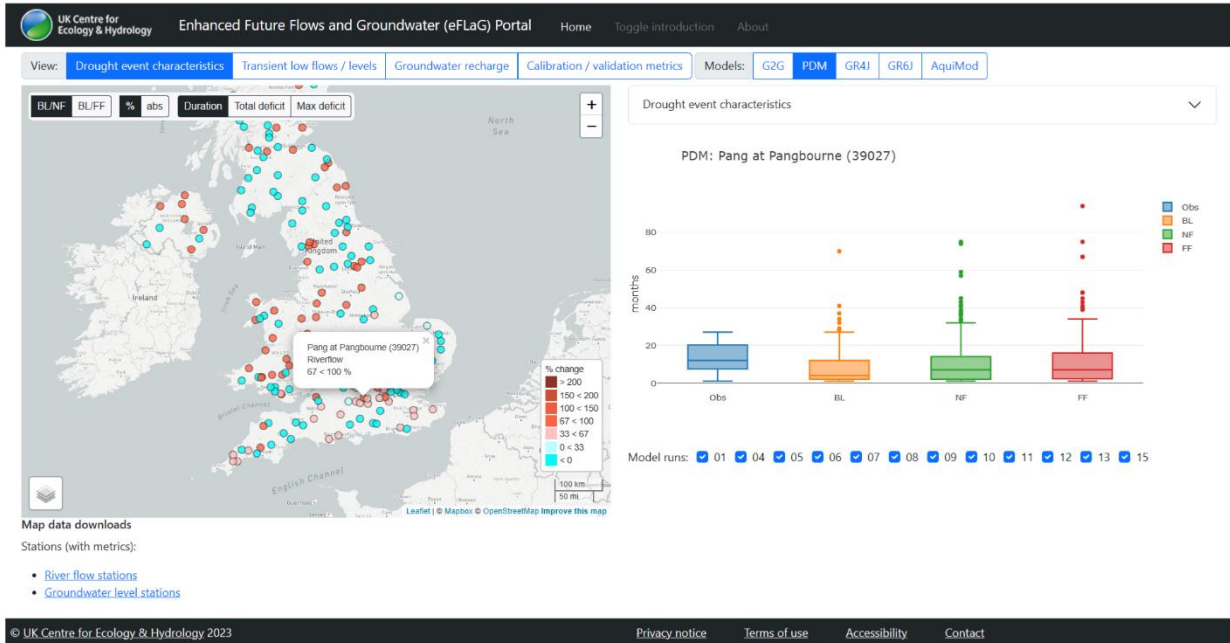 UK Centre for
Ecology & Hydrology
Enhanced Future Flows and Groundwater (eFLaG) Portal
Home
Toggle introduction
About
View:
Drought event characteristics
Transient low flows / levels
Groundwater recharge
Calibration / validation metrics
Models:
G2G
PDM
GR4J
GR6J
AquiMod
BL/NF
BL/FF
%
abs
Duration
Total deficit
Max deficit
+
−
North
Sea
Isle of Man
United
Kingdom
Irish Sea
Ireland
Pang at Pangbourne (39027)
×
Riverflow
67 < 100 %
% change
> 200
150 < 200
100 < 150
67 < 100
33 < 67
0 < 33
< 0
Bristol Channel
English Channel
Guernsey
100 km
50 mi
Leaflet | © Mapbox © OpenStreetMap Improve this map
Drought event characteristics
PDM: Pang at Pangbourne (39027)
Obs
BL
NF
FF
80
60
40
20
0
months
Obs
BL
NF
FF
Model runs:
01
04
05
06
07
08
09
10
11
12
13
15
Map data downloads
Stations (with metrics):
• River flow stations
• Groundwater level stations
© UK Centre for Ecology & Hydrology 2023
Privacy notice
Terms of use
Accessibility
Contact